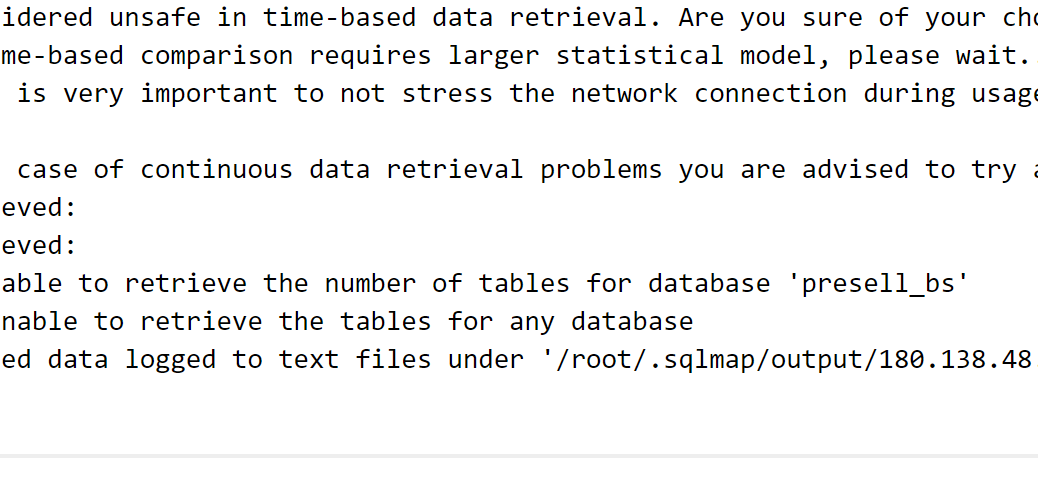 idered unsafe in time-based data retrieval. Are you sure of your cho
me-based comparison requires larger statistical model, please wait..
is very important to not stress the network connection during usage
case of continuous data retrieval problems you are advised to try a
eved:
eved:
able to retrieve the number of tables for database 'presell_bs'
nable to retrieve the tables for any database
ed data logged to text files under '/root/.sqlmap/output/180.138.48